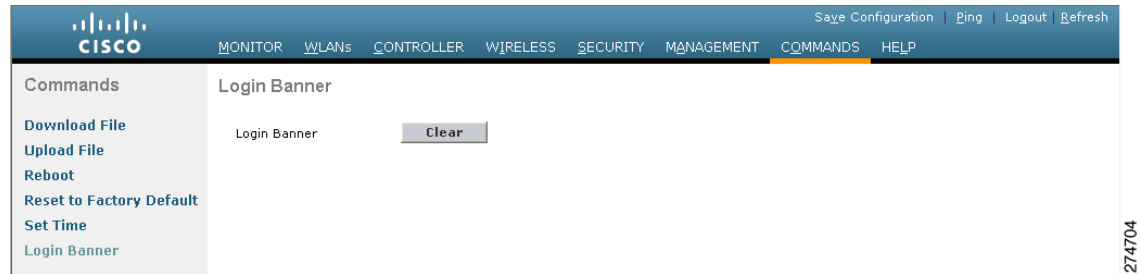 Save Configuration | Ping | Logout | Refresh
CISCO
MONITOR WLANs CONTROLLER WIRELESS SECURITY MANAGEMENT COMMANDS HELP
Commands
Login Banner
Download File
Login Banner Clear
Upload File
Reboot
Reset to Factory Default
Set Time
Login Banner
274704